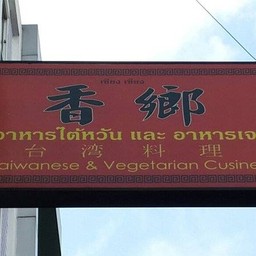 香鄉
อาหารไต้หวัน และ อาหารเจ
台湾料理
aiwanese & Vegetarian Cusine